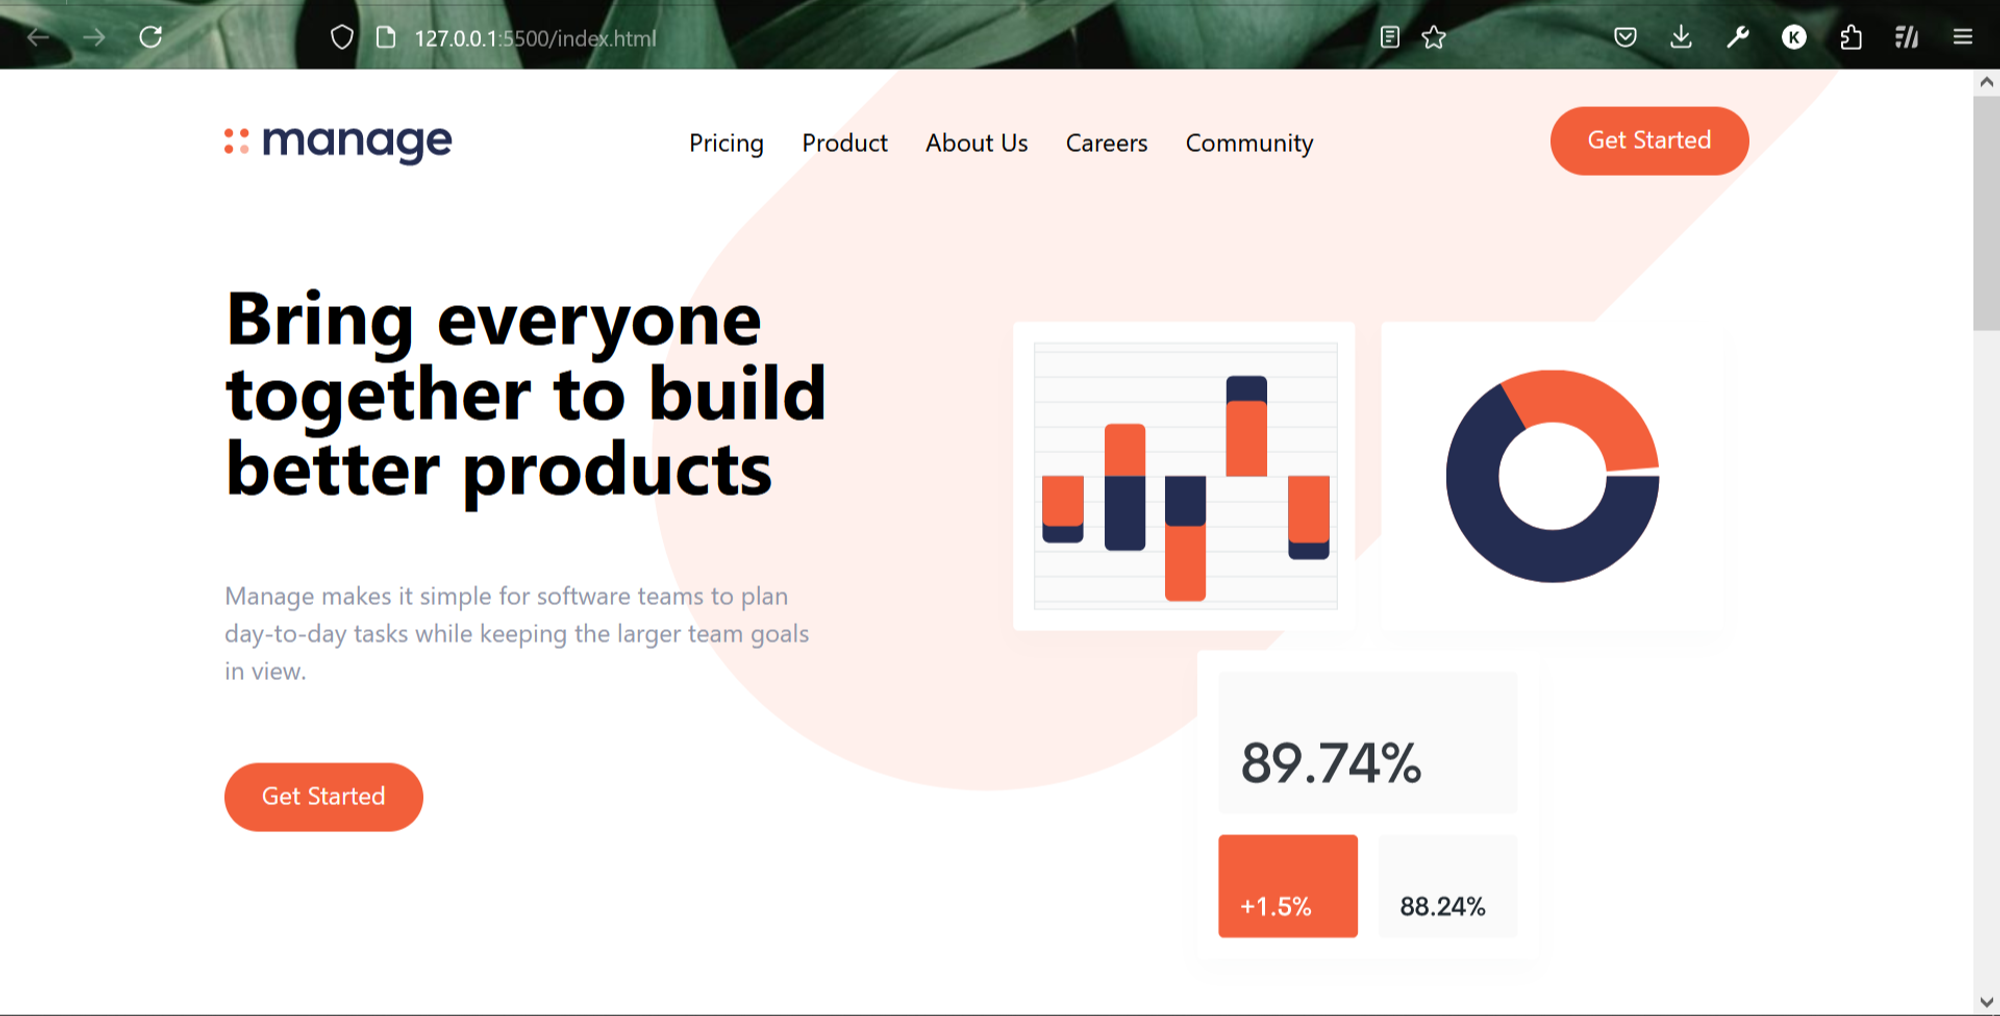 127.0.0.1:5500/index.html
K
manage
Pricing Product About Us Careers Community
Get Started
Bring everyone
together to build
better products
Manage makes it simple for software teams to plan
day-to-day tasks while keeping the larger team goals
in view.
Get Started
89.74%
+1.5%
88.24%